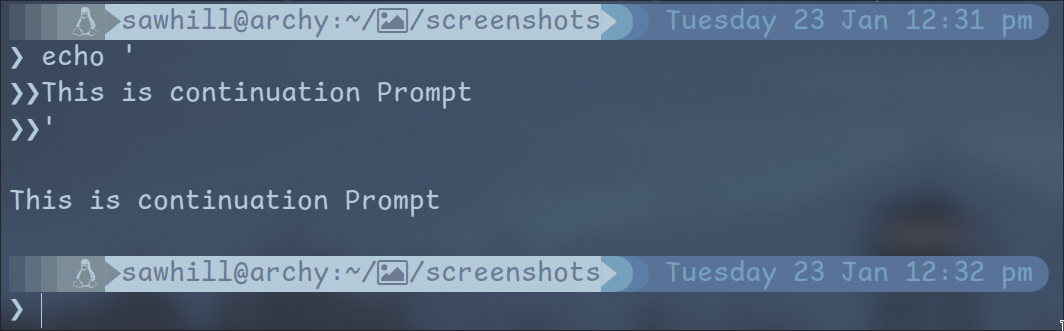 sawhill@archy:~/🖼/screenshots Tuesday 23 Jan 12:31 pm
❯ echo '
❯❯This is continuation Prompt
❯❯'
This is continuation Prompt
sawhill@archy:~/🖼/screenshots Tuesday 23 Jan 12:32 pm
❯